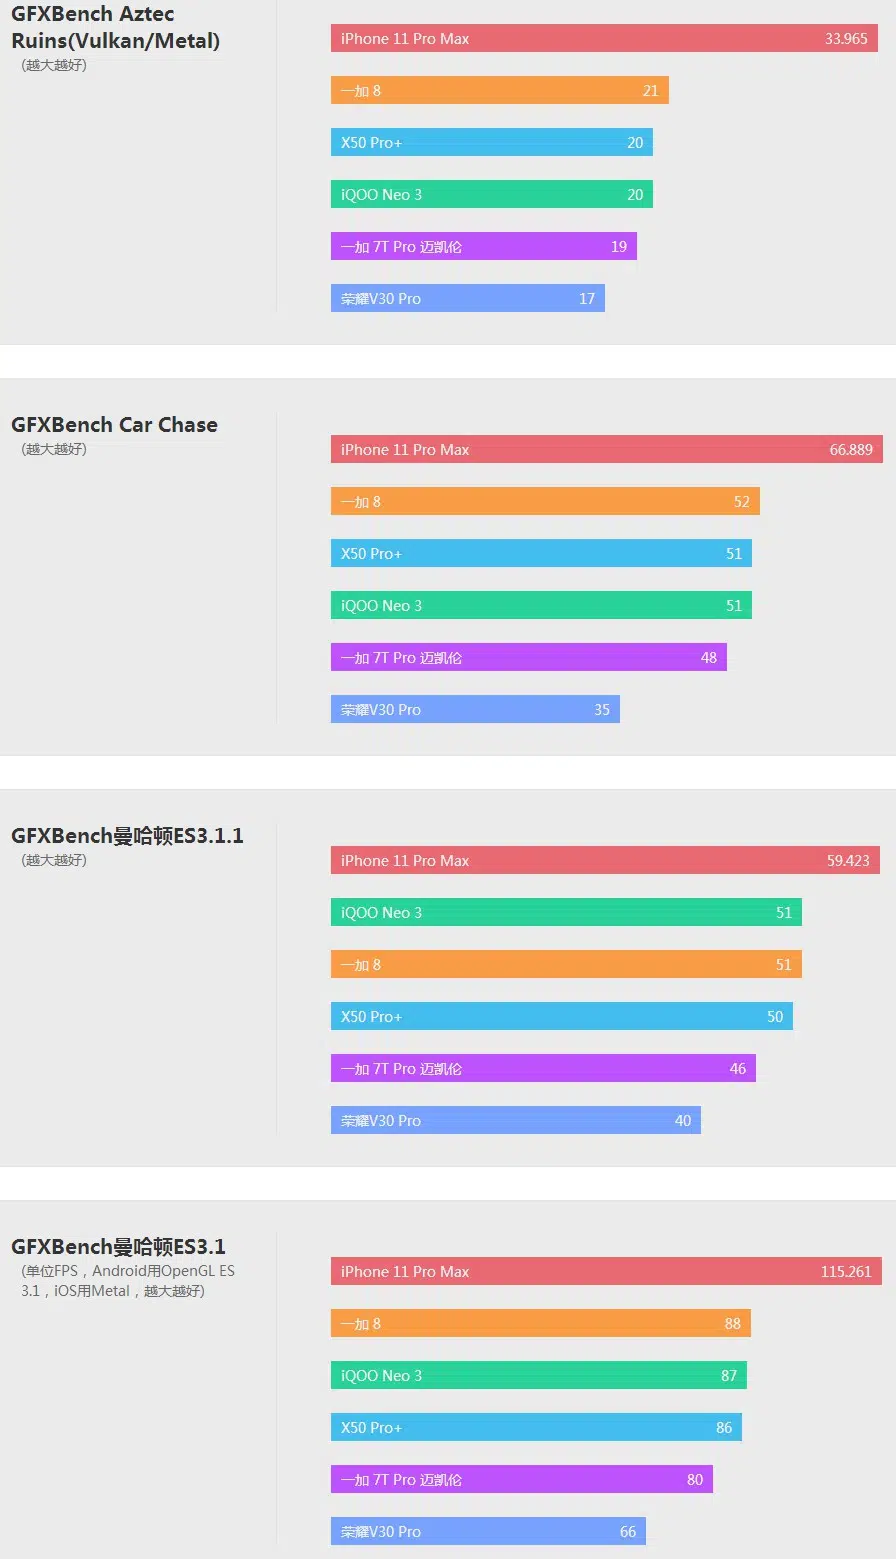 GFXBench Aztec
Ruins(Vulkan/Metal)
(越大越好)
iPhone 11 Pro Max 33.965
一加 8 21
X50 Pro+ 20
iQOO Neo 3 20
一加 7T Pro 迈凯伦 19
荣耀V30 Pro 17
GFXBench Car Chase
(越大越好)
iPhone 11 Pro Max 66.889
一加 8 52
X50 Pro+ 51
iQOO Neo 3 51
一加 7T Pro 迈凯伦 48
荣耀V30 Pro 35
GFXBench曼哈顿ES3.1.1
(越大越好)
iPhone 11 Pro Max 59.423
iQOO Neo 3 51
一加 8 51
X50 Pro+ 50
一加 7T Pro 迈凯伦 46
荣耀V30 Pro 40
GFXBench曼哈顿ES3.1
(单位FPS，Android用OpenGL ES
3.1，iOS用Metal，越大越好)
iPhone 11 Pro Max 115.261
一加 8 88
iQOO Neo 3 87
X50 Pro+ 86
一加 7T Pro 迈凯伦 80
荣耀V30 Pro 66